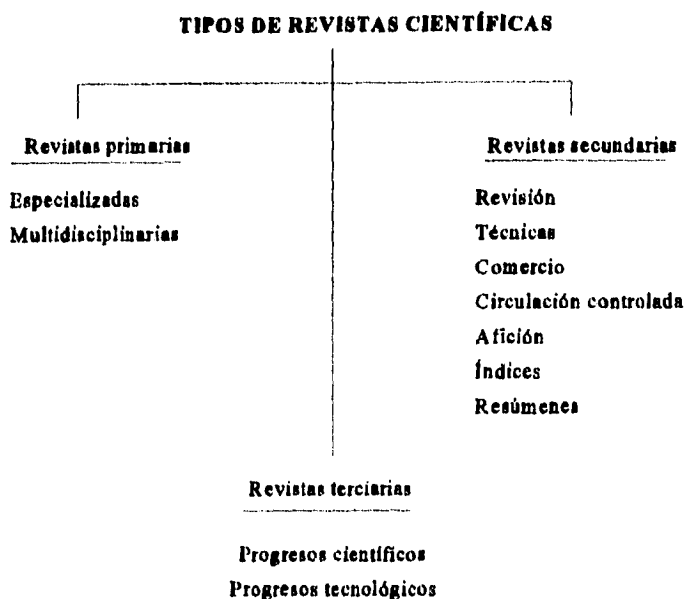 TIPOS DE REVISTAS CIENTÍFICAS
Revistas primarias
Especializadas
Multidisciplinarias
Revistas secundarias
Revisión
Técnicas
Comercio
Circulación controlada
Afición
Índices
Resúmenes
Revistas terciarias
Progresos científicos
Progresos tecnológicos